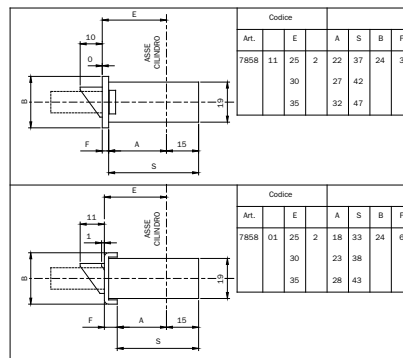 E
10
0
ASSE
CILINDRO
B
19
F
A
15
S
Codice
Art. E A S B F
7858 11 25 2 22 37 24 3
30 27 42
35 32 47
E
11
1
ASSE
CILINDRO
B
19
F
A
15
S
Codice
Art. E A S B F
7858 01 25 2 18 33 24 6
30 23 38
35 28 43